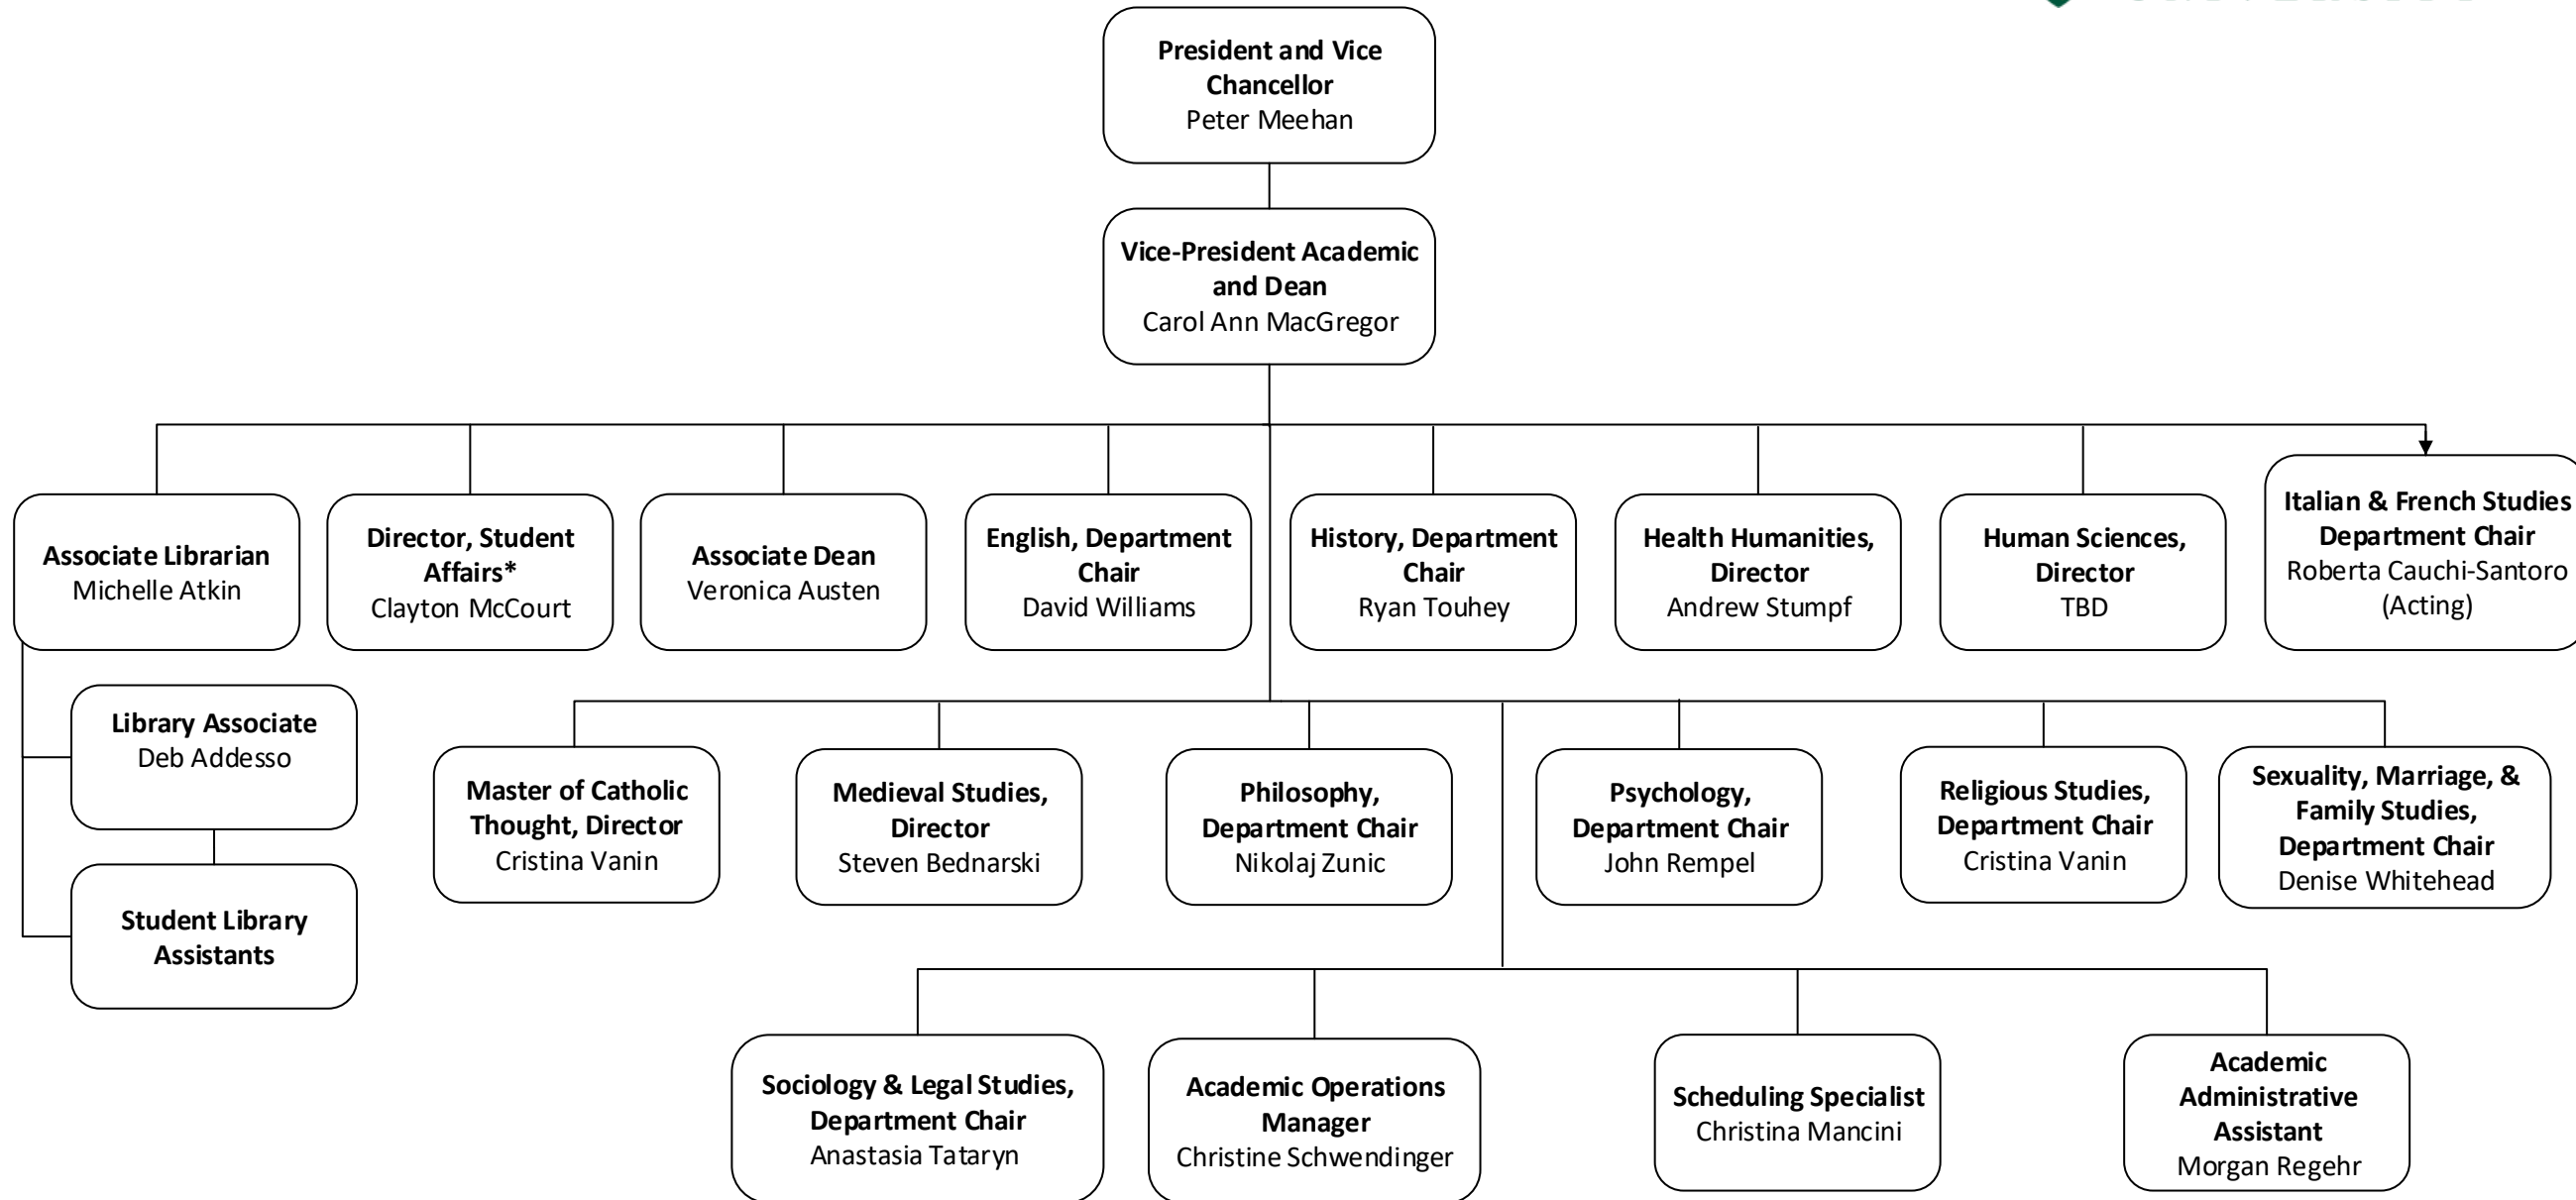 President and Vice
Chancellor
Peter Meehan
Vice-President Academic
and Dean
Carol Ann MacGregor
Associate Librarian
Michelle Atkin
Director, Student
Affairs*
Clayton McCourt
Associate Dean
Veronica Austen
English, Department
Chair
David Williams
History, Department
Chair
Ryan Touhey
Health Humanities,
Director
Andrew Stumpf
Human Sciences,
Director
TBD
Italian & French Studies
Department Chair
Roberta Cauchi-Santoro
(Acting)
Library Associate
Deb Addesso
Student Library
Assistants
Master of Catholic
Thought, Director
Cristina Vanin
Medieval Studies,
Director
Steven Bednarski
Philosophy,
Department Chair
Nikolaj Zunic
Psychology,
Department Chair
John Rempel
Religious Studies,
Department Chair
Cristina Vanin
Sexuality, Marriage, &
Family Studies,
Department Chair
Denise Whitehead
Sociology & Legal Studies,
Department Chair
Anastasia Tataryn
Academic Operations
Manager
Christine Schwendinger
Scheduling Specialist
Christina Mancini
Academic
Administrative
Assistant
Morgan Regehr